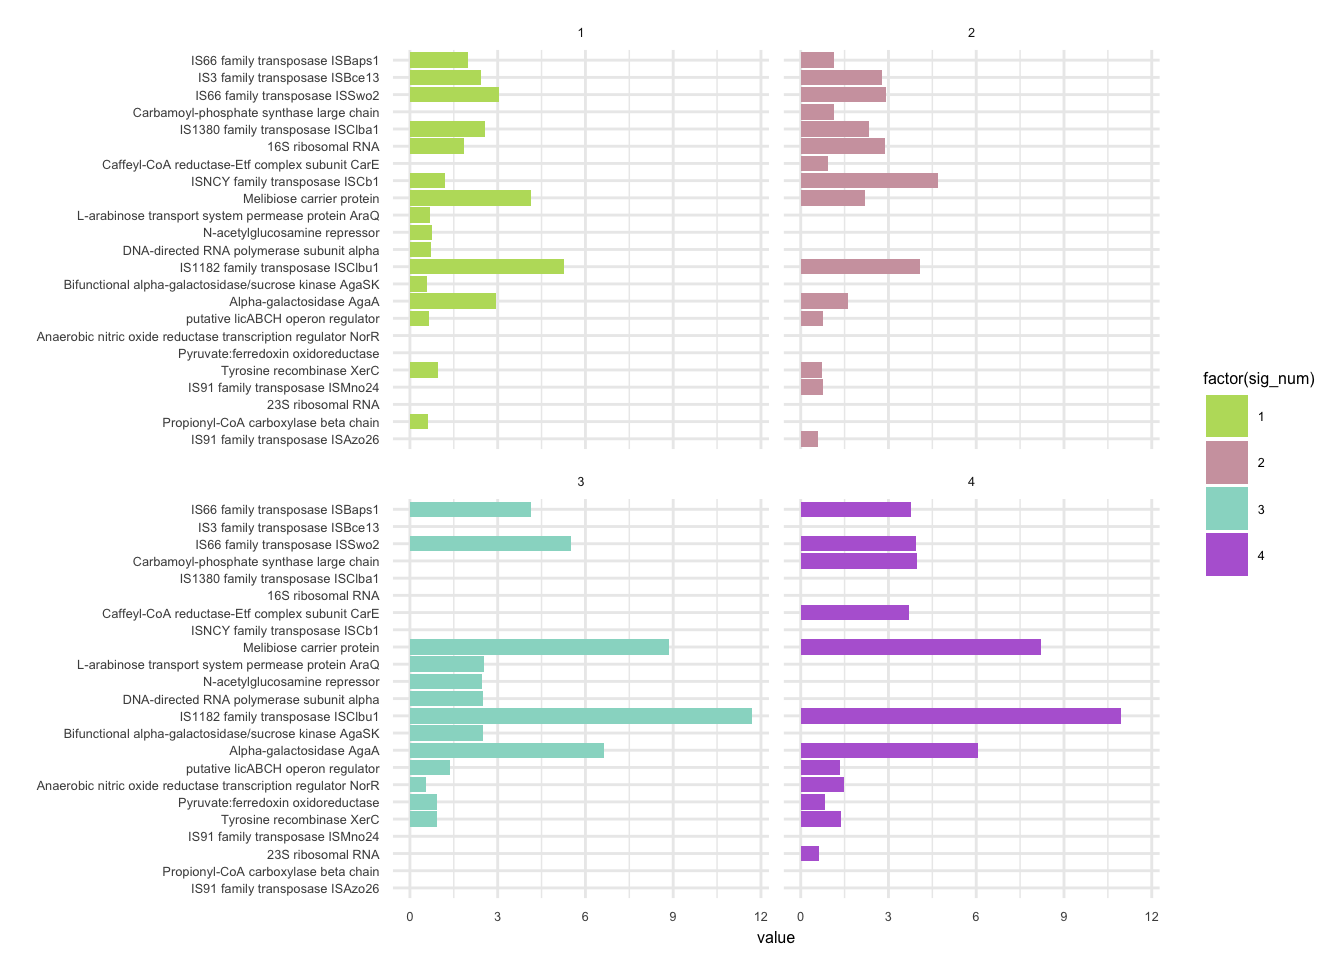 1
2
IS66 family transposase ISBaps1
IS3 family transposase ISBce13
IS66 family transposase ISSwo2
Carbamoyl-phosphate synthase large chain
IS1380 family transposase ISClba1
16S ribosomal RNA
Caffeyl-CoA reductase-Etf complex subunit CarE
ISNCY family transposase ISCb1
Melibiose carrier protein
L-arabinose transport system permease protein AraQ
N-acetylglucosamine repressor
DNA-directed RNA polymerase subunit alpha
IS1182 family transposase ISClbu1
Bifunctional alpha-galactosidase/sucrose kinase AgaSK
Alpha-galactosidase AgaA
putative licABCH operon regulator
Anaerobic nitric oxide reductase transcription regulator NorR
Pyruvate:ferredoxin oxidoreductase
Tyrosine recombinase XerC
IS91 family transposase ISMno24
23S ribosomal RNA
Propionyl-CoA carboxylase beta chain
IS91 family transposase ISAzo26
3
4
IS66 family transposase ISBaps1
IS3 family transposase ISBce13
IS66 family transposase ISSwo2
Carbamoyl-phosphate synthase large chain
IS1380 family transposase ISClba1
16S ribosomal RNA
Caffeyl-CoA reductase-Etf complex subunit CarE
ISNCY family transposase ISCb1
Melibiose carrier protein
L-arabinose transport system permease protein AraQ
N-acetylglucosamine repressor
DNA-directed RNA polymerase subunit alpha
IS1182 family transposase ISClbu1
Bifunctional alpha-galactosidase/sucrose kinase AgaSK
Alpha-galactosidase AgaA
putative licABCH operon regulator
Anaerobic nitric oxide reductase transcription regulator NorR
Pyruvate:ferredoxin oxidoreductase
Tyrosine recombinase XerC
IS91 family transposase ISMno24
23S ribosomal RNA
Propionyl-CoA carboxylase beta chain
IS91 family transposase ISAzo26
0 3 6 9 12
0 3 6 9 12
value
factor(sig_num)
1
2
3
4